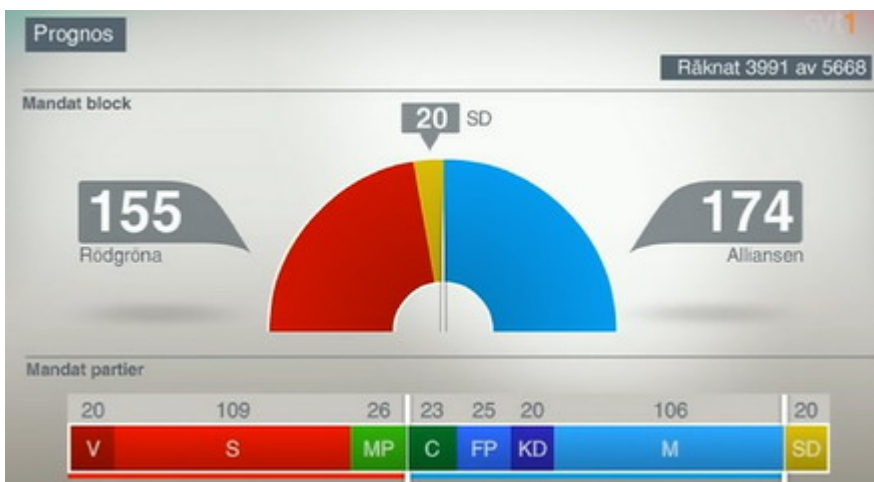 Prognos
svt1
Räknat 3991 av 5668
Mandat block
20 SD
155
Rödgröna
174
Alliansen
Mandat partier
20 109 26 23 25 20 106 20
V S MP C FP KD M SD